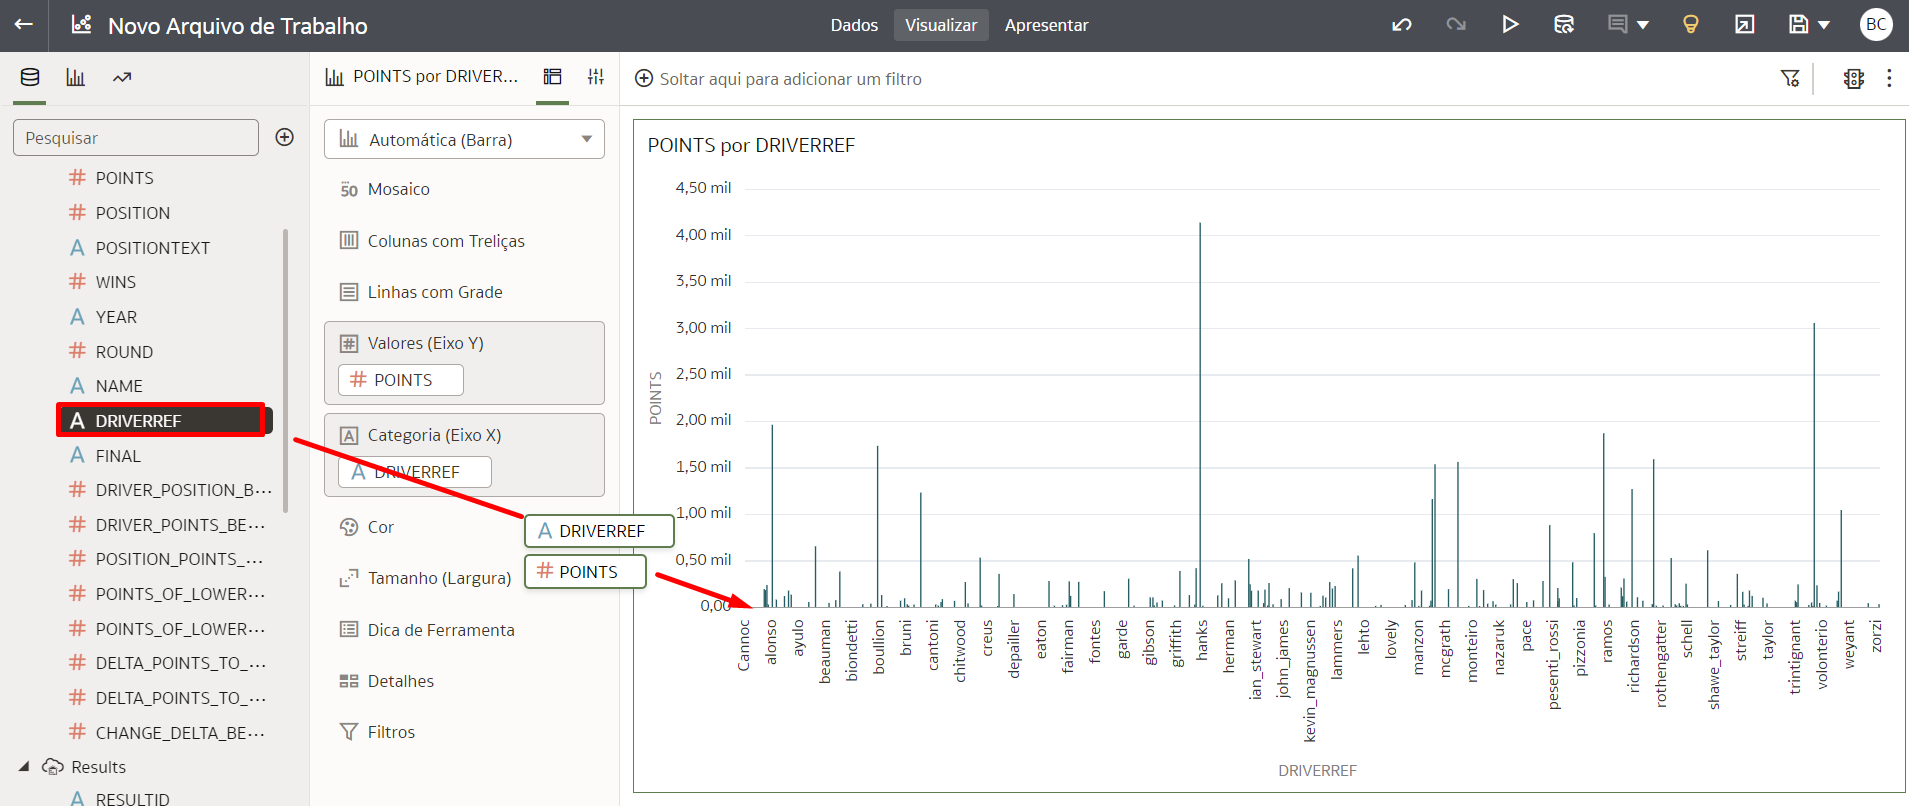 Novo Arquivo de Trabalho
Dados
Visualizar
Apresentar
BC
Pesquisar
POINTS
POSITION
POSITIONTEXT
WINS
YEAR
ROUND
NAME
DRIVERREF
FINAL
DRIVER_POSITION_B...
DRIVER_POINTS_BE...
POSITION_POINTS_...
POINTS_OF_LOWER...
POINTS_OF_LOWER...
DELTA_POINTS_TO_...
DELTA_POINTS_TO_...
CHANGE_DELTA_BE...
Results
RESULTID
POINTS por DRIVER...
Automática (Barra)
Mosaico
Colunas com Treliças
Linhas com Grade
Valores (Eixo Y)
POINTS
Categoria (Eixo X)
DRIVERREF
Cor
Tamanho (Largura)
Dica de Ferramenta
Detalhes
Filtros
DRIVERREF
POINTS
Soltar aqui para adicionar um filtro
POINTS por DRIVERREF
4,50 mil
4,00 mil
3,50 mil
3,00 mil
2,50 mil
2,00 mil
1,50 mil
1,00 mil
0,50 mil
0,00
POINTS
Cannoc
alonso
ayulo
beauman
biondetti
boullion
bruni
cantoni
chitwood
creus
depailler
eaton
fairman
fontes
garde
gibson
griffith
hanks
herman
ian_stewart
john_james
kevin_magnussen
lammers
lehto
lovely
manzon
mcgrath
monteiro
nazaruk
pace
pesenti_rossi
pizzonia
ramos
richardson
rothengatter
schell
shawe_taylor
streiff
taylor
trintignant
volonterio
weyant
zorzi
DRIVERREF